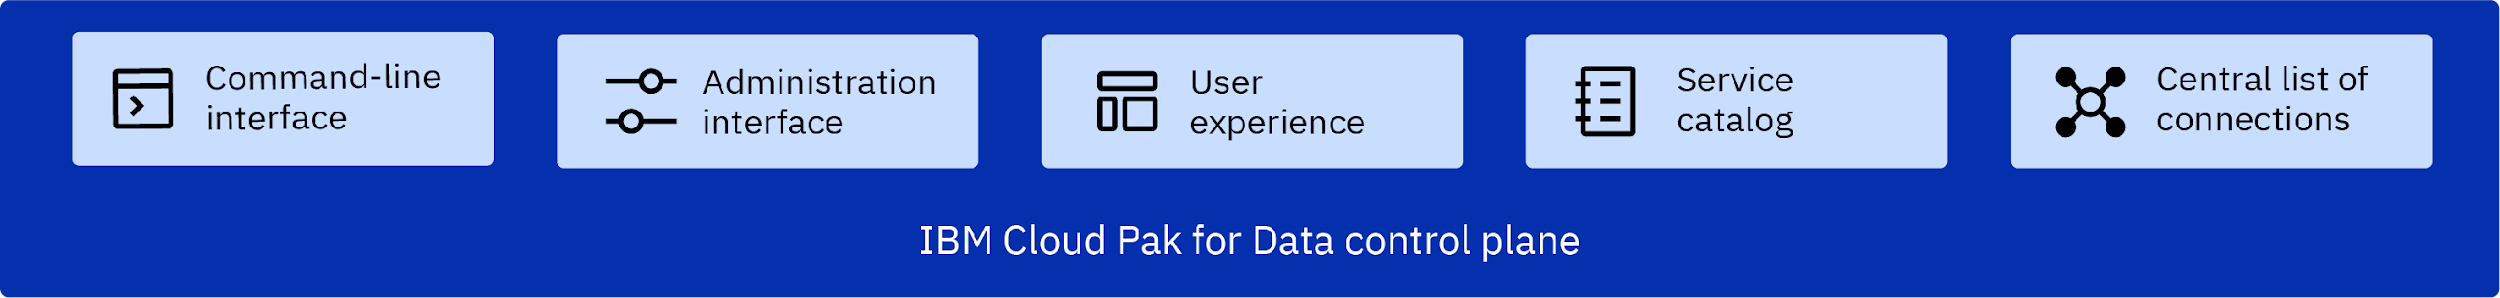 Command-line
interface
Administration
interface
User
experience
Service
catalog
Central list of
connections
IBM Cloud Pak for Data control plane